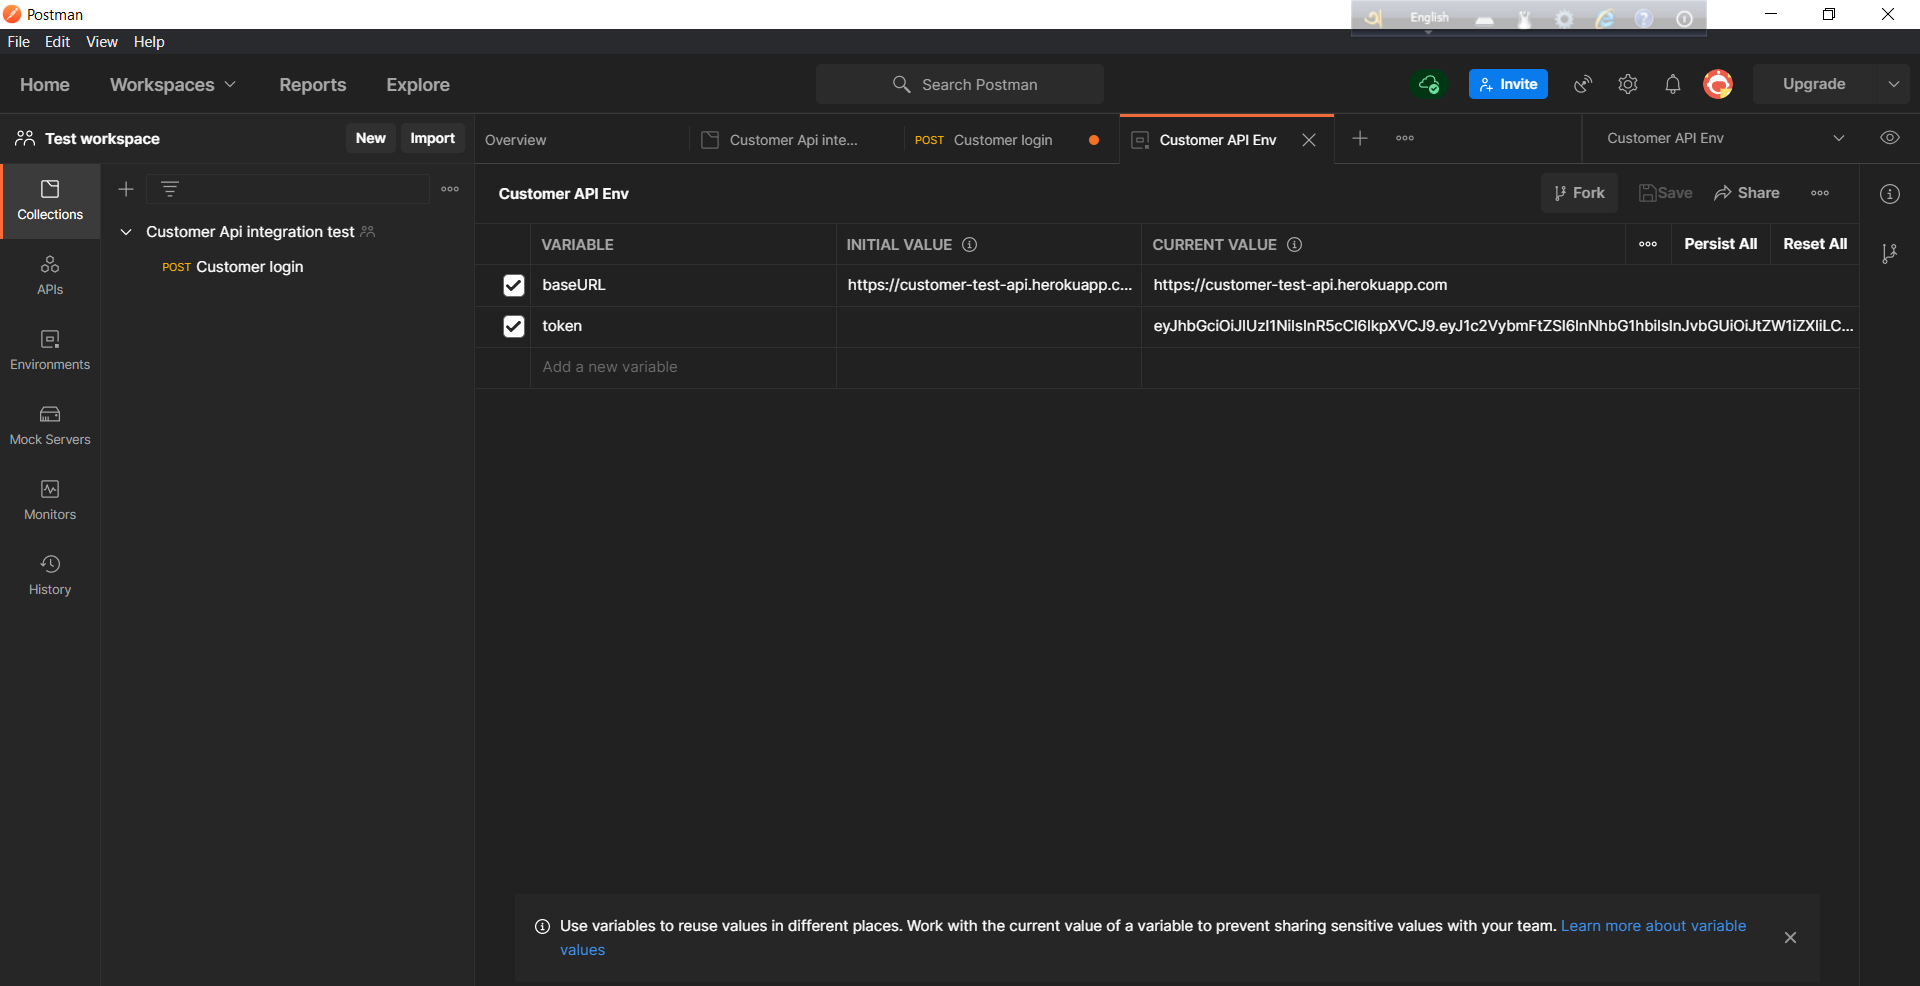 Postman
English
File Edit View Help
Home Workspaces Reports Explore Search Postman Invite Upgrade
Test workspace New Import Overview Customer Api inte... POST Customer login Customer API Env Customer API Env
Collections
Customer API Env Fork Save Share
Customer Api integration test
VARIABLE INITIAL VALUE CURRENT VALUE Persist All Reset All
POST Customer login
APIs
baseURL https://customer-test-api.herokuapp.c... https://customer-test-api.herokuapp.com
token eyJhbGciOiJIUzI1NiIsInR5cCI6IkpXVCJ9.eyJ1c2VybmFtZSI6InNhbG1hbiIsInJvbGUiOiJtZW1iZXIiLC...
Environments
Add a new variable
Mock Servers
Monitors
History
Use variables to reuse values in different places. Work with the current value of a variable to prevent sharing sensitive values with your team. Learn more about variable
values